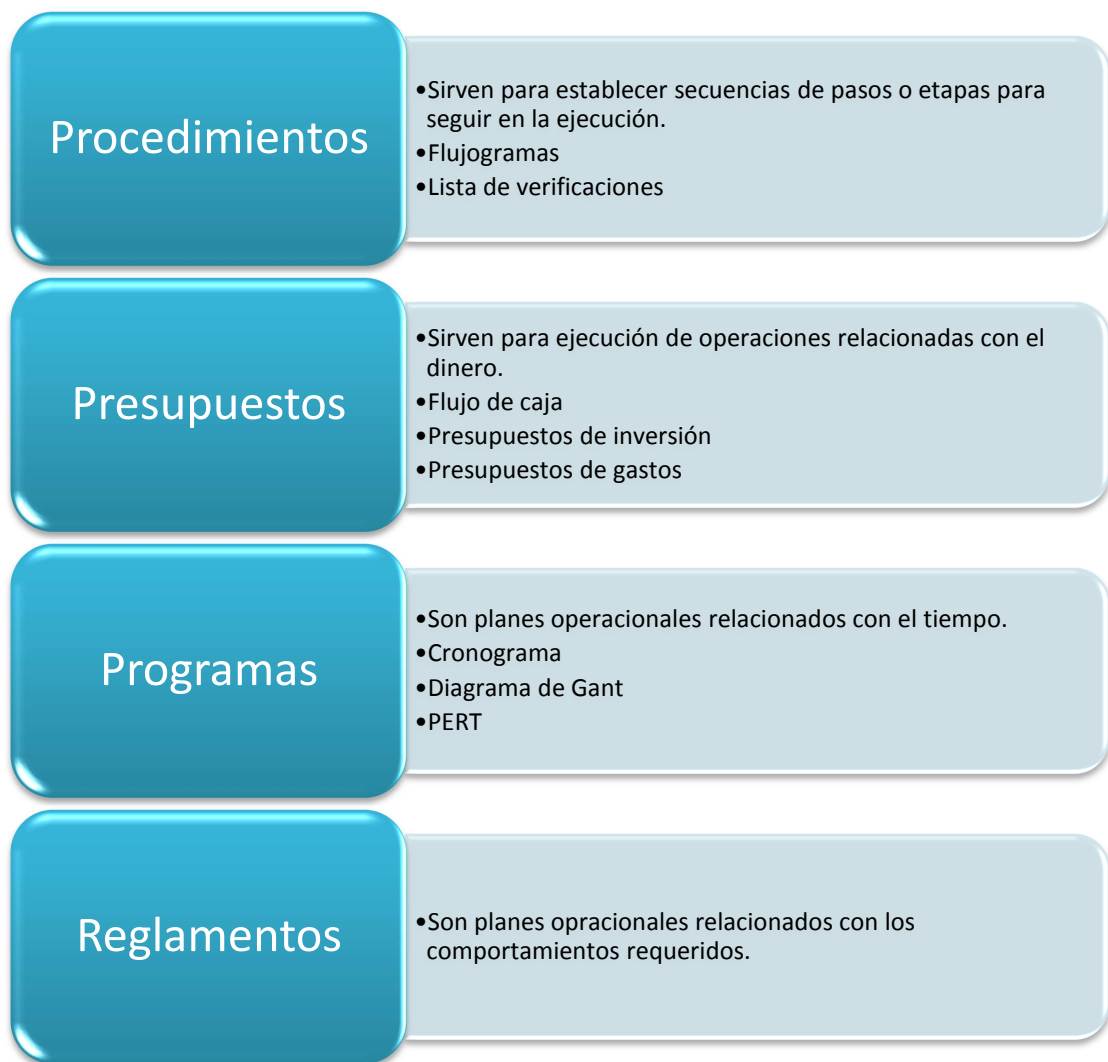 Procedimientos
•Sirven para establecer secuencias de pasos o etapas para
seguir en la ejecución.
•Flujogramas
•Lista de verificaciones
Presupuestos
•Sirven para ejecución de operaciones relacionadas con el
dinero.
•Flujo de caja
•Presupuestos de inversión
•Presupuestos de gastos
Programas
•Son planes operacionales relacionados con el tiempo.
•Cronograma
•Diagrama de Gant
•PERT
Reglamentos
•Son planes opracionales relacionados con los
comportamientos requeridos.